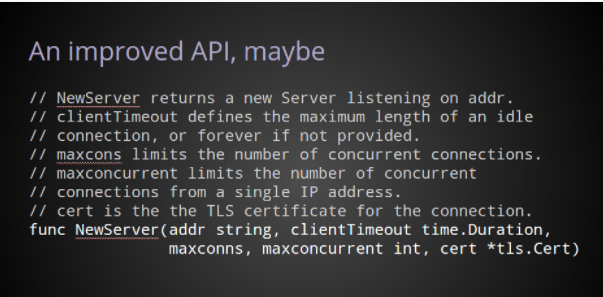 An improved API, maybe
// NewServer returns a new Server listening on addr.
// clientTimeout defines the maximum length of an idle
// connection, or forever if not provided.
// maxcons limits the number of concurrent connections.
// maxconcurrent limits the number of concurrent
// connections from a single IP address.
// cert is the the TLS certificate for the connection.
func NewServer(addr string, clientTimeout time.Duration,
maxconns, maxconcurrent int, cert *tls.Cert)